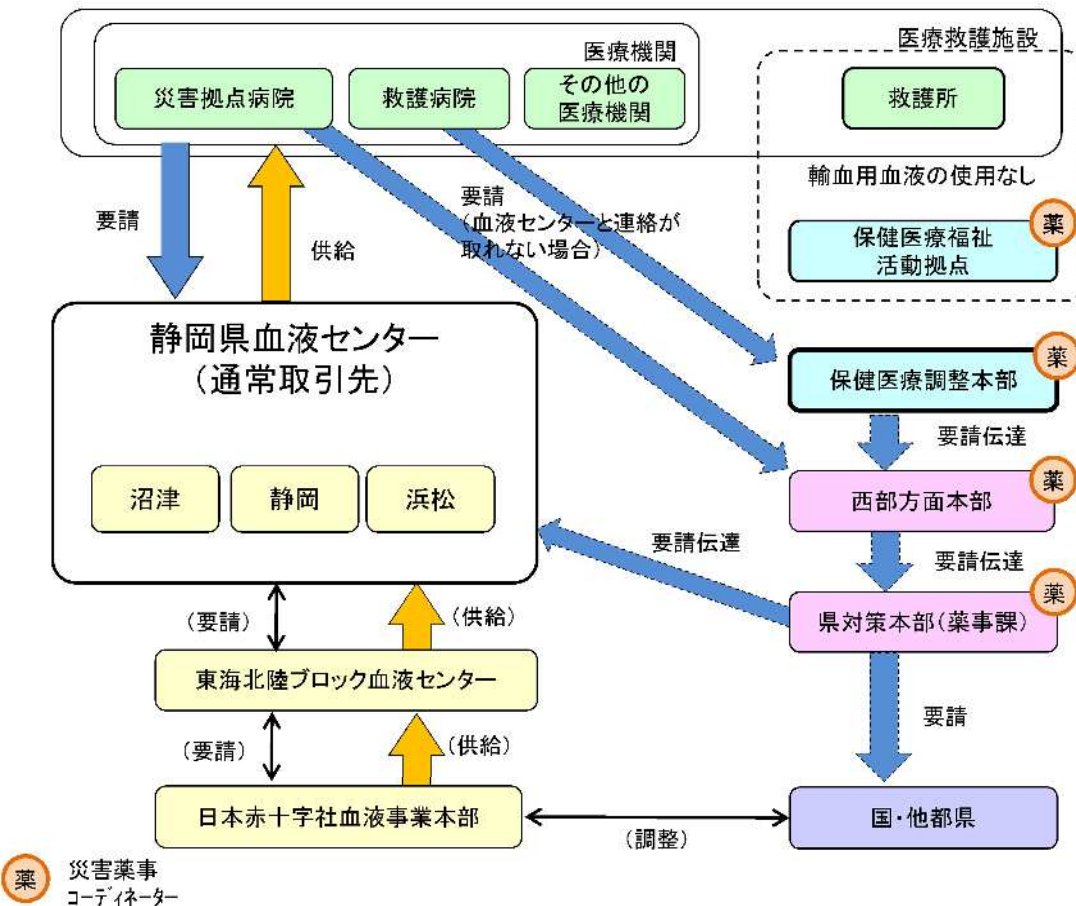 医療救護施設
医療機関
災害拠点病院
救護病院
その他の
医療機関
救護所
輸血用血液の使用なし
要請
供給
要請
(血液センターと連絡が
取れない場合)
薬
保健医療福祉
活動拠点
静岡県血液センター
(通常取引先)
薬
保健医療調整本部
要請伝達
沼津
静岡
浜松
薬
西部方面本部
要請伝達
要請伝達
薬
県対策本部(薬事課)
(要請)
(供給)
東海北陸ブロック血液センター
要請
(要請)
(供給)
日本赤十字社血液事業本部
(調整)
国・他都県
薬
災害薬事
コーディネーター